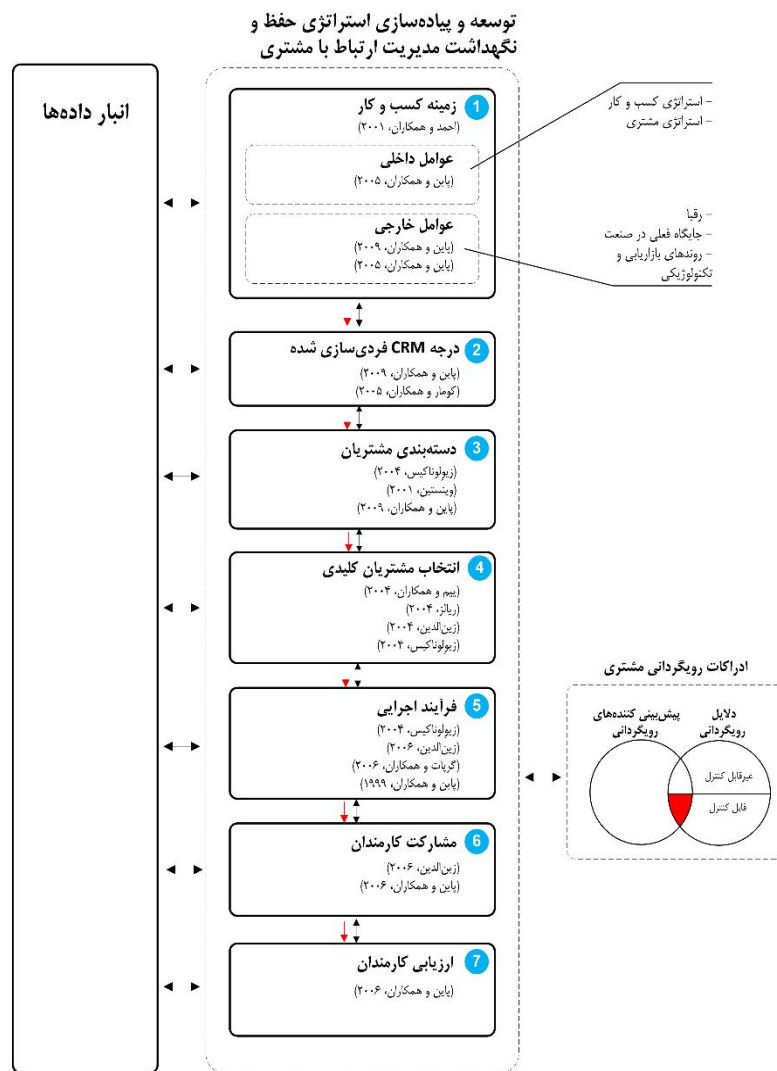 توسعه و پیاده‌سازی استراتژی حفظ و
نگهداشت مدیریت ارتباط با مشتری
انبار داده‌ها
1
زمینه کسب و کار
(احمد و همکاران، ۲۰۰۱)
عوامل داخلی
(پاین و همکاران، ۲۰۰۵)
عوامل خارجی
(پاین و همکاران، ۲۰۰۹)
(پاین و همکاران، ۲۰۰۵)
- استراتژی کسب و کار
- استراتژی مشتری
- رقبا
- جایگاه فعلی در صنعت
- روندهای بازاریابی و
تکنولوژیکی
2
درجه CRM فردی‌سازی شده
(پاین و همکاران، ۲۰۰۹)
(کومار و همکاران، ۲۰۰۵)
3
دسته‌بندی مشتریان
(زیولوناکیس، ۲۰۰۴)
(وینستین، ۲۰۰۱)
(پاین و همکاران، ۲۰۰۹)
4
انتخاب مشتریان کلیدی
(ییم و همکاران، ۲۰۰۴)
(ریالز، ۲۰۰۴)
(زین‌الدین، ۲۰۰۴)
(زیولوناکیس، ۲۰۰۴)
5
فرآیند اجرایی
(زیولوناکیس، ۲۰۰۴)
(زین‌الدین، ۲۰۰۶)
(گریات و همکاران، ۲۰۰۶)
(پاین و همکاران، ۱۹۹۹)
6
مشارکت کارمندان
(زین‌الدین، ۲۰۰۶)
(پاین و همکاران، ۲۰۰۶)
7
ارزیابی کارمندان
(پاین و همکاران، ۲۰۰۶)
ادراکات رویگردانی مشتری
دلایل
رویگردانی
پیش‌بینی کننده‌های
رویگردانی
غیرقابل کنترل
قابل کنترل